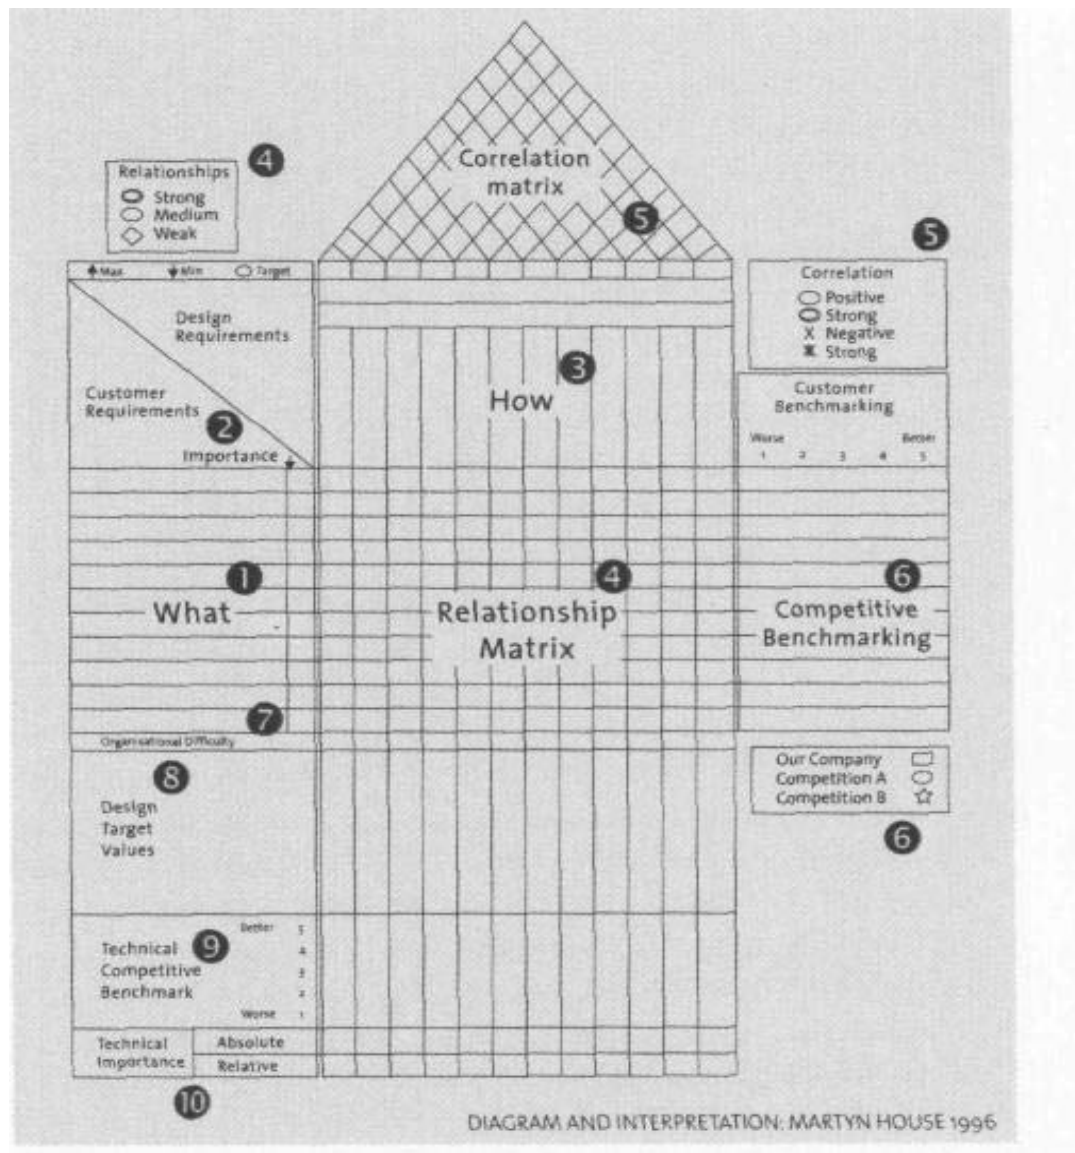 Correlation
matrix
5
4
Relationships
Strong
Medium
Weak
5
Correlation
Positive
Strong
X Negative
Strong
Max Min Target
Design
Requirements
Customer
Requirements
2
Importance
3
How
Customer
Benchmarking
Worse Better
1 2 3 4 5
1
What
4
Relationship
Matrix
6
Competitive
Benchmarking
7
Organisational Difficulty
8
Design
Target
Values
Our Company
Competition A
Competition B
6
9
Technical
Competitive
Benchmark
Better 5
4
3
2
Worse 1
Technical
Importance
Absolute
Relative
10
DIAGRAM AND INTERPRETATION: MARTYN HOUSE 1996